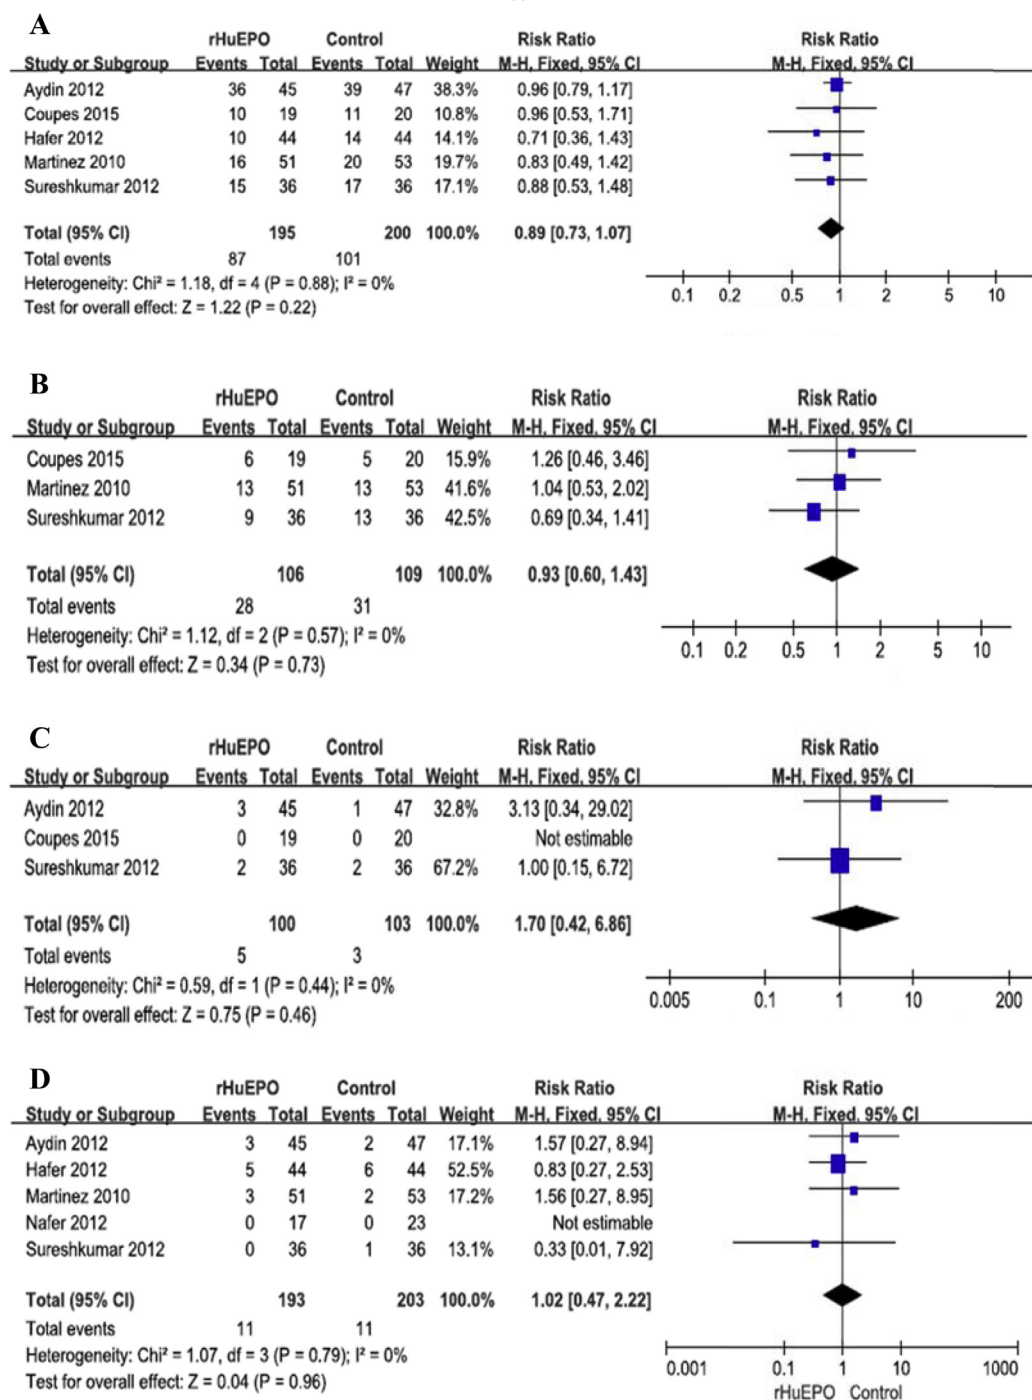 A
rHuEPO Control Risk Ratio Risk Ratio
Study or Subgroup Events Total Events Total Weight M-H, Fixed, 95% CI M-H, Fixed, 95% CI
Aydin 2012 36 45 39 47 38.3% 0.96 [0.79, 1.17]
Coupes 2015 10 19 11 20 10.8% 0.96 [0.53, 1.71]
Hafer 2012 10 44 14 44 14.1% 0.71 [0.36, 1.43]
Martinez 2010 16 51 20 53 19.7% 0.83 [0.49, 1.42]
Sureshkumar 2012 15 36 17 36 17.1% 0.88 [0.53, 1.48]
Total (95% CI) 195 200 100.0% 0.89 [0.73, 1.07]
Total events 87 101
Heterogeneity: Chi² = 1.18, df = 4 (P = 0.88); I² = 0%
Test for overall effect: Z = 1.22 (P = 0.22)
0.1 0.2 0.5 1 2 5 10
B
rHuEPO Control Risk Ratio Risk Ratio
Study or Subgroup Events Total Events Total Weight M-H, Fixed, 95% CI M-H, Fixed, 95% CI
Coupes 2015 6 19 5 20 15.9% 1.26 [0.46, 3.46]
Martinez 2010 13 51 13 53 41.6% 1.04 [0.53, 2.02]
Sureshkumar 2012 9 36 13 36 42.5% 0.69 [0.34, 1.41]
Total (95% CI) 106 109 100.0% 0.93 [0.60, 1.43]
Total events 28 31
Heterogeneity: Chi² = 1.12, df = 2 (P = 0.57); I² = 0%
Test for overall effect: Z = 0.34 (P = 0.73)
0.1 0.2 0.5 1 2 5 10
C
rHuEPO Control Risk Ratio Risk Ratio
Study or Subgroup Events Total Events Total Weight M-H, Fixed, 95% CI M-H, Fixed, 95% CI
Aydin 2012 3 45 1 47 32.8% 3.13 [0.34, 29.02]
Coupes 2015 0 19 0 20 Not estimable
Sureshkumar 2012 2 36 2 36 67.2% 1.00 [0.15, 6.72]
Total (95% CI) 100 103 100.0% 1.70 [0.42, 6.86]
Total events 5 3
Heterogeneity: Chi² = 0.59, df = 1 (P = 0.44); I² = 0%
Test for overall effect: Z = 0.75 (P = 0.46)
0.005 0.1 1 10 200
D
rHuEPO Control Risk Ratio Risk Ratio
Study or Subgroup Events Total Events Total Weight M-H, Fixed, 95% CI M-H, Fixed, 95% CI
Aydin 2012 3 45 2 47 17.1% 1.57 [0.27, 8.94]
Hafer 2012 5 44 6 44 52.5% 0.83 [0.27, 2.53]
Martinez 2010 3 51 2 53 17.2% 1.56 [0.27, 8.95]
Nafer 2012 0 17 0 23 Not estimable
Sureshkumar 2012 0 36 1 36 13.1% 0.33 [0.01, 7.92]
Total (95% CI) 193 203 100.0% 1.02 [0.47, 2.22]
Total events 11 11
Heterogeneity: Chi² = 1.07, df = 3 (P = 0.79); I² = 0%
Test for overall effect: Z = 0.04 (P = 0.96)
0.001 0.1 1 10 1000
rHuEPO Control